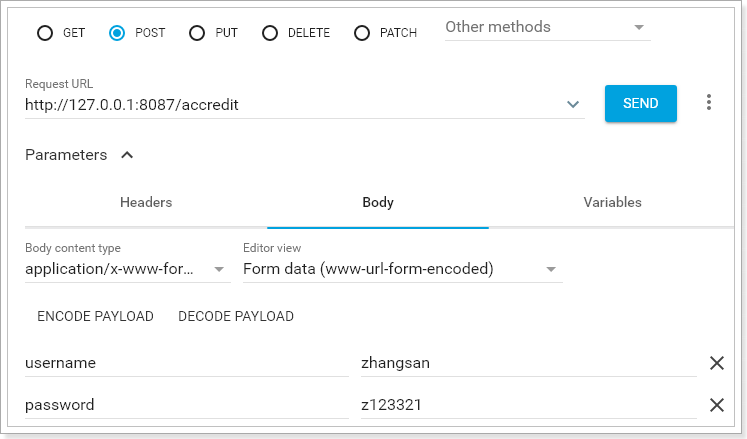 GET POST PUT DELETE PATCH Other methods
Request URL
http://127.0.0.1:8087/accredit
SEND
Parameters
Headers Body Variables
Body content type Editor view
application/x-www-for... Form data (www-url-form-encoded)
ENCODE PAYLOAD DECODE PAYLOAD
username zhangsan
password z123321